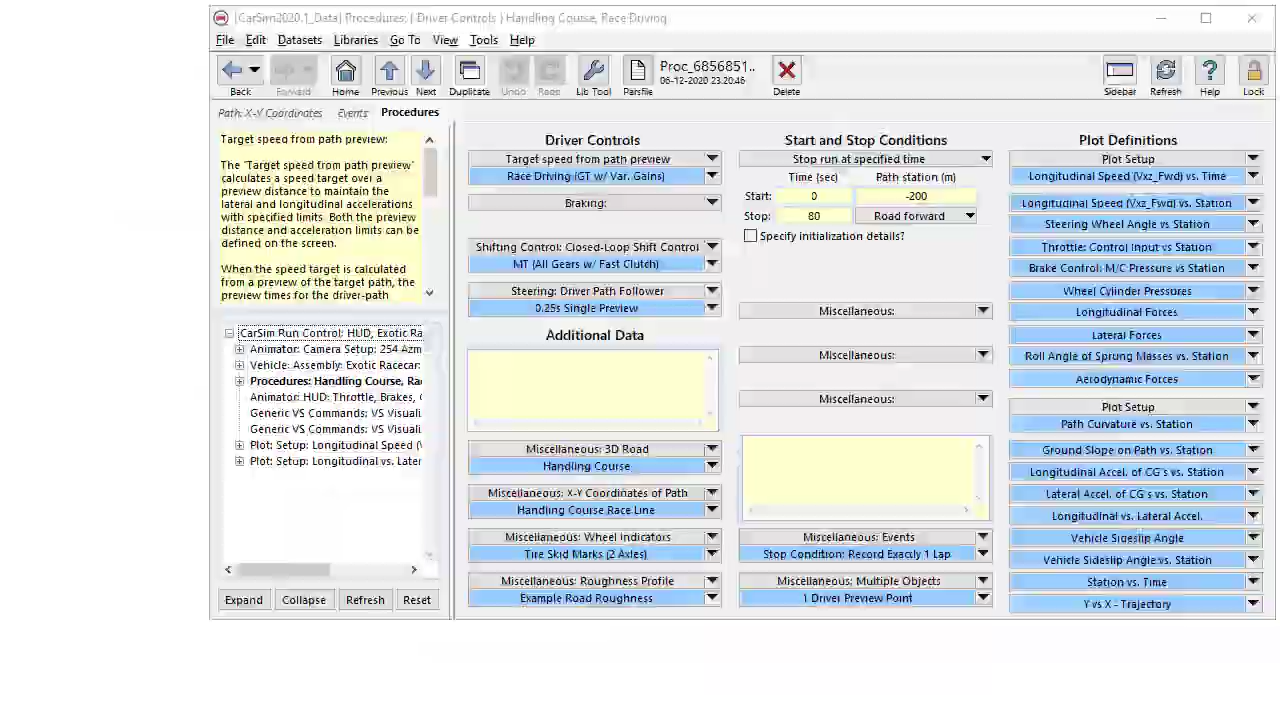 [CarSim2020.1_Data] Procedures; { Driver Controls } Handling Course, Race Driving
File Edit Datasets Libraries Go To View Tools Help
Back Forward Home Previous Next Duplicate Undo Lib Tool Parsfile Proc_6856851.. 06-12-2020 23:20:46 Delete Sidebar Refresh Help Lock
Path: X-Y Coordinates Events Procedures
Target speed from path preview:
The 'Target speed from path preview'
calculates a speed target over a
preview distance to maintain the
lateral and longitudinal accelerations
with specified limits. Both the preview
distance and acceleration limits can be
defined on the screen.
When the speed target is calculated
from a preview of the target path, the
preview times for the driver-path
CarSim Run Control: HUD, Exotic Ra
Animator: Camera Setup: 254 Azm
Vehicle: Assembly: Exotic Racecar:
Procedures: Handling Course, Ra
Animator: HUD: Throttle, Brakes, C
Generic VS Commands: VS Visuali
Generic VS Commands: VS Visuali
Plot: Setup: Longitudinal Speed (V
Plot: Setup: Longitudinal vs. Later
Expand Collapse Refresh Reset
Driver Controls
Target speed from path preview
Race Driving (GT w/ Var. Gains)
Braking:
Shifting Control: Closed-Loop Shift Control
MT (All Gears w/ Fast Clutch)
Steering: Driver Path Follower
0.25s Single Preview
Additional Data
Miscellaneous: 3D Road
Handling Course
Miscellaneous: X-Y Coordinates of Path
Handling Course Race Line
Miscellaneous: Wheel Indicators
Tire Skid Marks (2 Axles)
Miscellaneous: Roughness Profile
Example Road Roughness
Start and Stop Conditions
Stop run at specified time
Time (sec) Path station (m)
Start: 0 -200
Stop: 80 Road forward
Specify initialization details?
Miscellaneous:
Miscellaneous:
Miscellaneous:
Miscellaneous: Events
Stop Condition: Record Exacly 1 Lap
Miscellaneous: Multiple Objects
1 Driver Preview Point
Plot Definitions
Plot Setup
Longitudinal Speed (Vxz_Fwd) vs. Time
Longitudinal Speed (Vxz_Fwd) vs. Station
Steering Wheel Angle vs Station
Throttle: Control Input vs Station
Brake Control: M/C Pressure vs Station
Wheel Cylinder Pressures
Longitudinal Forces
Lateral Forces
Roll Angle of Sprung Masses vs. Station
Aerodynamic Forces
Plot Setup
Path Curvature vs. Station
Ground Slope on Path vs. Station
Longitudinal Accel. of CG's vs. Station
Lateral Accel. of CG's vs. Station
Longitudinal vs. Lateral Accel.
Vehicle Sideslip Angle
Vehicle Sideslip Angle vs. Station
Station vs. Time
Y vs X - Trajectory